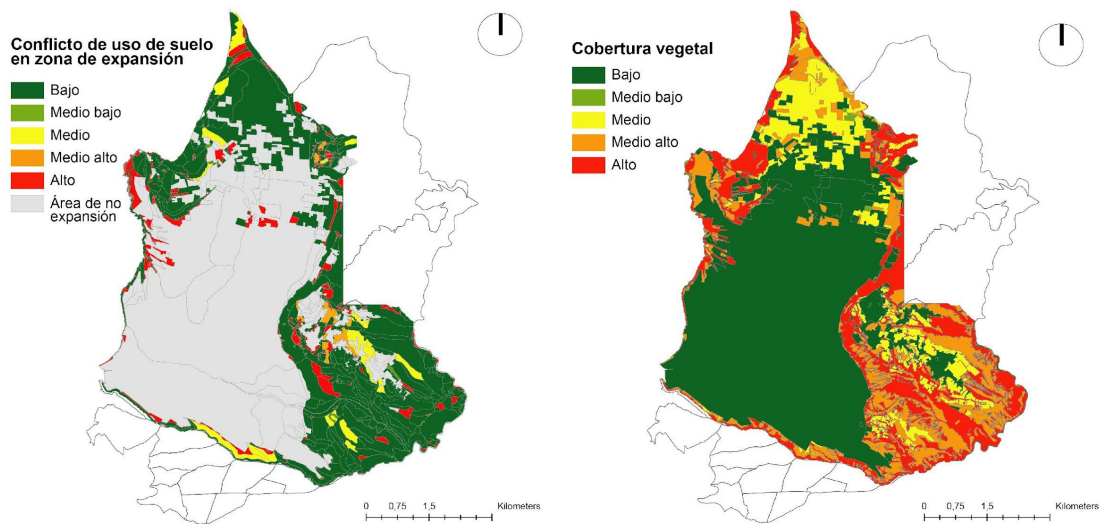 Conflicto de uso de suelo
en zona de expansión
Bajo
Medio bajo
Medio
Medio alto
Alto
Área de no
expansión
0 0,75 1,5 Kilometers
Cobertura vegetal
Bajo
Medio bajo
Medio
Medio alto
Alto
0 0,75 1,5 Kilometers